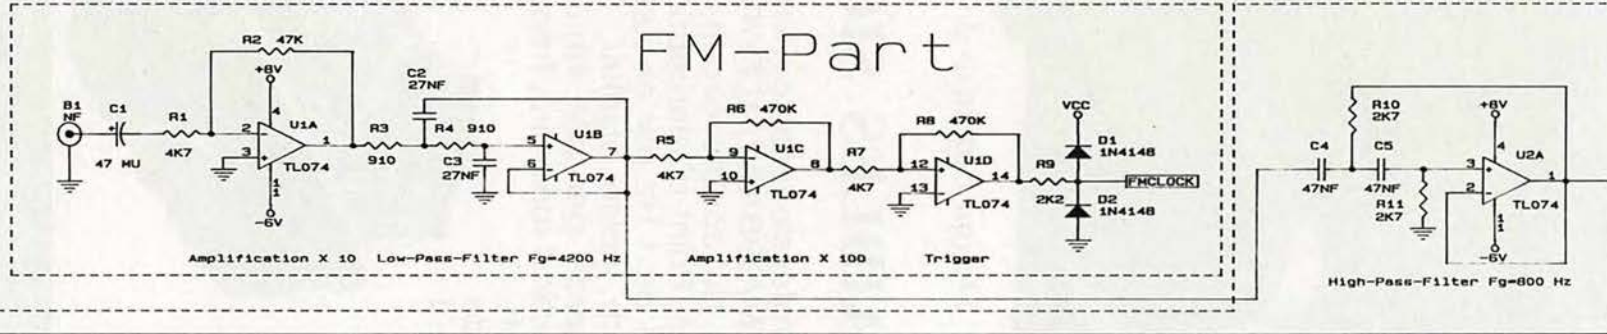 FM-Part
R2 47K
+8V
4
B1
NF
C1
47 MU
R1
4K7
2
3
U1A
1
TL074
11
-6V
R3
910
C2
27NF
R4 910
C3
27NF
5
6
U1B
7
TL074
R5
4K7
R6 470K
9
10
U1C
8
TL074
R7
4K7
R8 470K
12
13
U1D
14
TL074
R9
2K2
VCC
D1
1N4148
FMCLOCK
D2
1N4148
Amplification X 10
Low-Pass-Filter Fg=4200 Hz
Amplification X 100
Trigger
C4
47NF
R10
2K7
C5
47NF
R11
2K7
+8V
4
3
2
U2A
1
TL074
11
-6V
High-Pass-Filter Fg=800 Hz